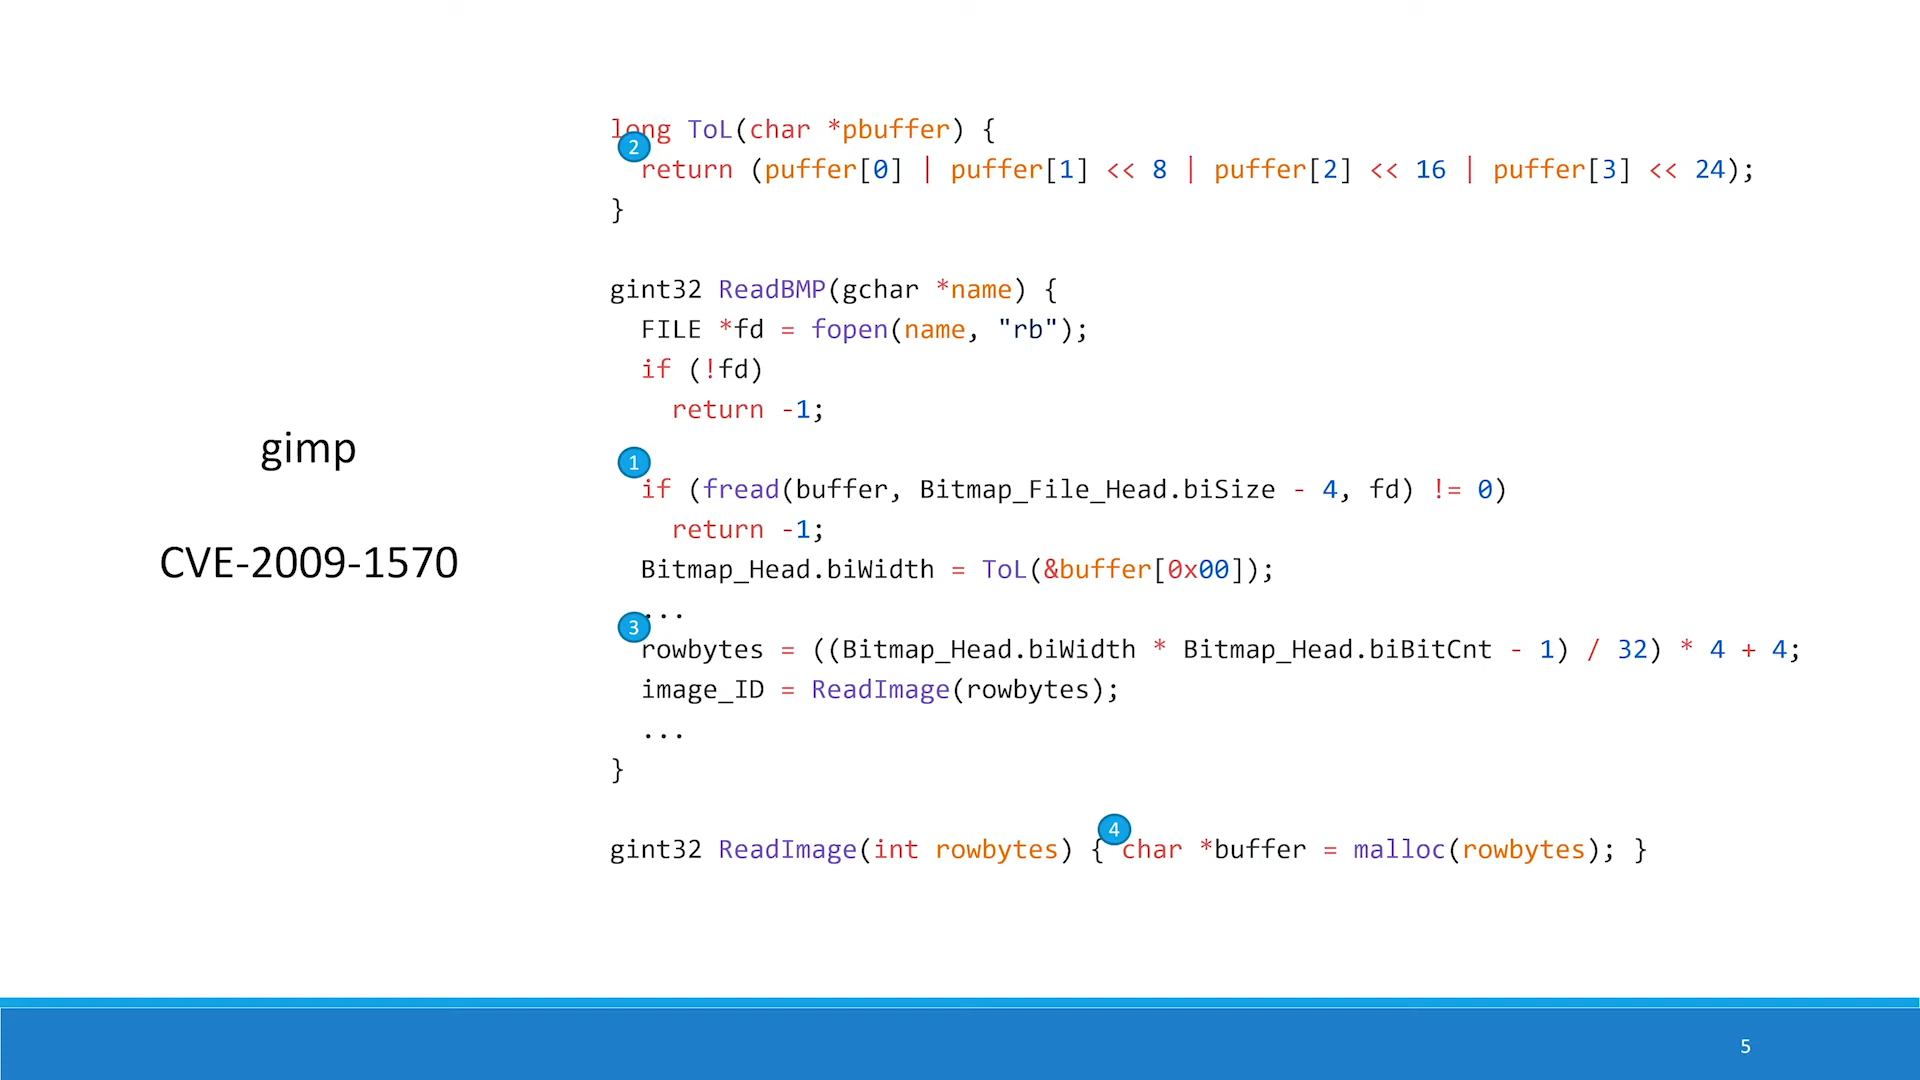 gimp
CVE-2009-1570
long ToL(char *pbuffer) {
2
return (puffer[0] | puffer[1] << 8 | puffer[2] << 16 | puffer[3] << 24);
}
gint32 ReadBMP(gchar *name) {
FILE *fd = fopen(name, "rb");
if (!fd)
return -1;
1
if (fread(buffer, Bitmap_File_Head.biSize - 4, fd) != 0)
return -1;
Bitmap_Head.biWidth = ToL(&buffer[0x00]);
...
3
rowbytes = ((Bitmap_Head.biWidth * Bitmap_Head.biBitCnt - 1) / 32) * 4 + 4;
image_ID = ReadImage(rowbytes);
...
}
4
gint32 ReadImage(int rowbytes) { char *buffer = malloc(rowbytes); }
5